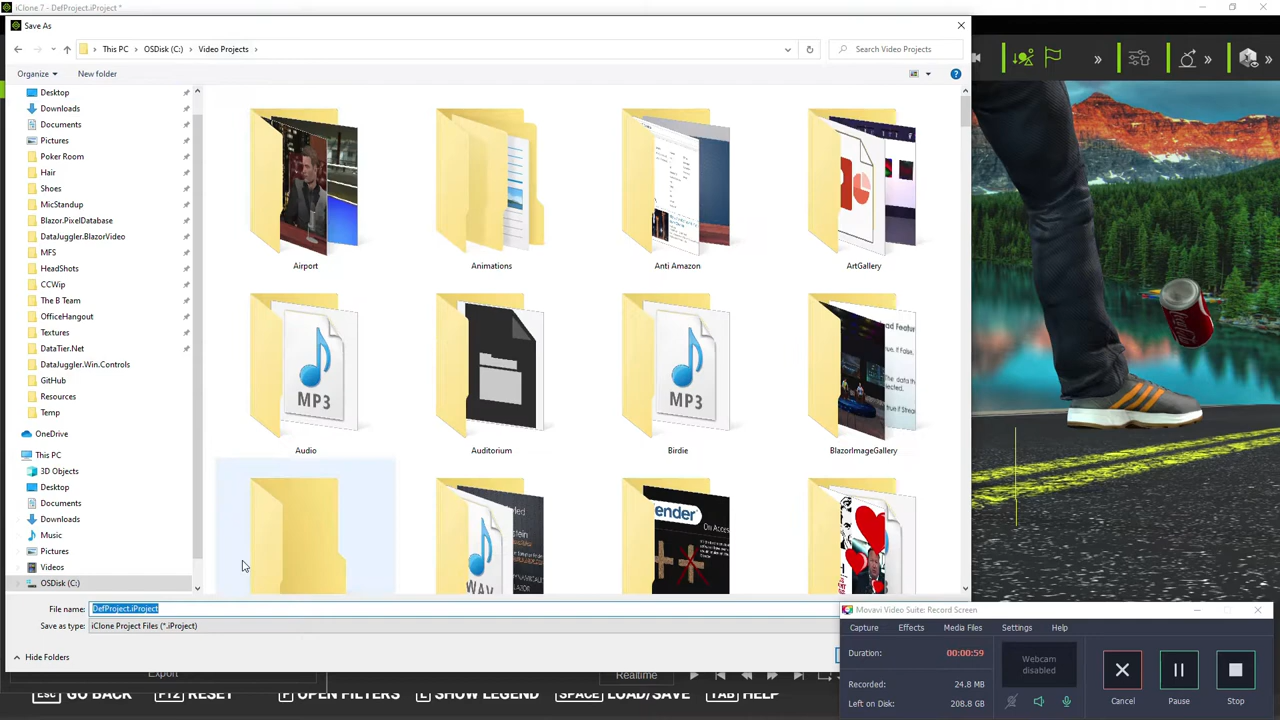 iClone 7 - DefProject.iProject *
Save As
This PC
OSDisk (C:)
Video Projects
Search Video Projects
Organize
New folder
Desktop
Downloads
Documents
Pictures
Poker Room
Hair
Shoes
MicStandup
Blazor.PixelDatabase
DataJuggler.BlazorVideo
MFS
HeadShots
CCWip
The B Team
OfficeHangout
Textures
DataTier.Net
DataJuggler.Win.Controls
GitHub
Resources
Temp
OneDrive
This PC
3D Objects
Desktop
Documents
Downloads
Music
Pictures
Videos
OSDisk (C:)
Airport
Animations
Anti Amazon
ArtGallery
MP3
MP3
Audio
Auditorium
Birdie
BlazorImageGallery
WAV
ender
On Acces
File name:
DefProject.iProject
Save as type:
iClone Project Files (*.iProject)
Hide Folders
Movavi Video Suite: Record Screen
Capture
Effects
Media Files
Settings
Help
Duration:
00:00:59
Webcam
disabled
Recorded:
24.8 MB
Left on Disk:
208.8 GB
Cancel
Pause
Stop
Export
Realtime
ESC GO BACK
RESET
F OPEN FILTERS
L SHOW LEGEND
SPACE LOAD/SAVE
TAB HELP